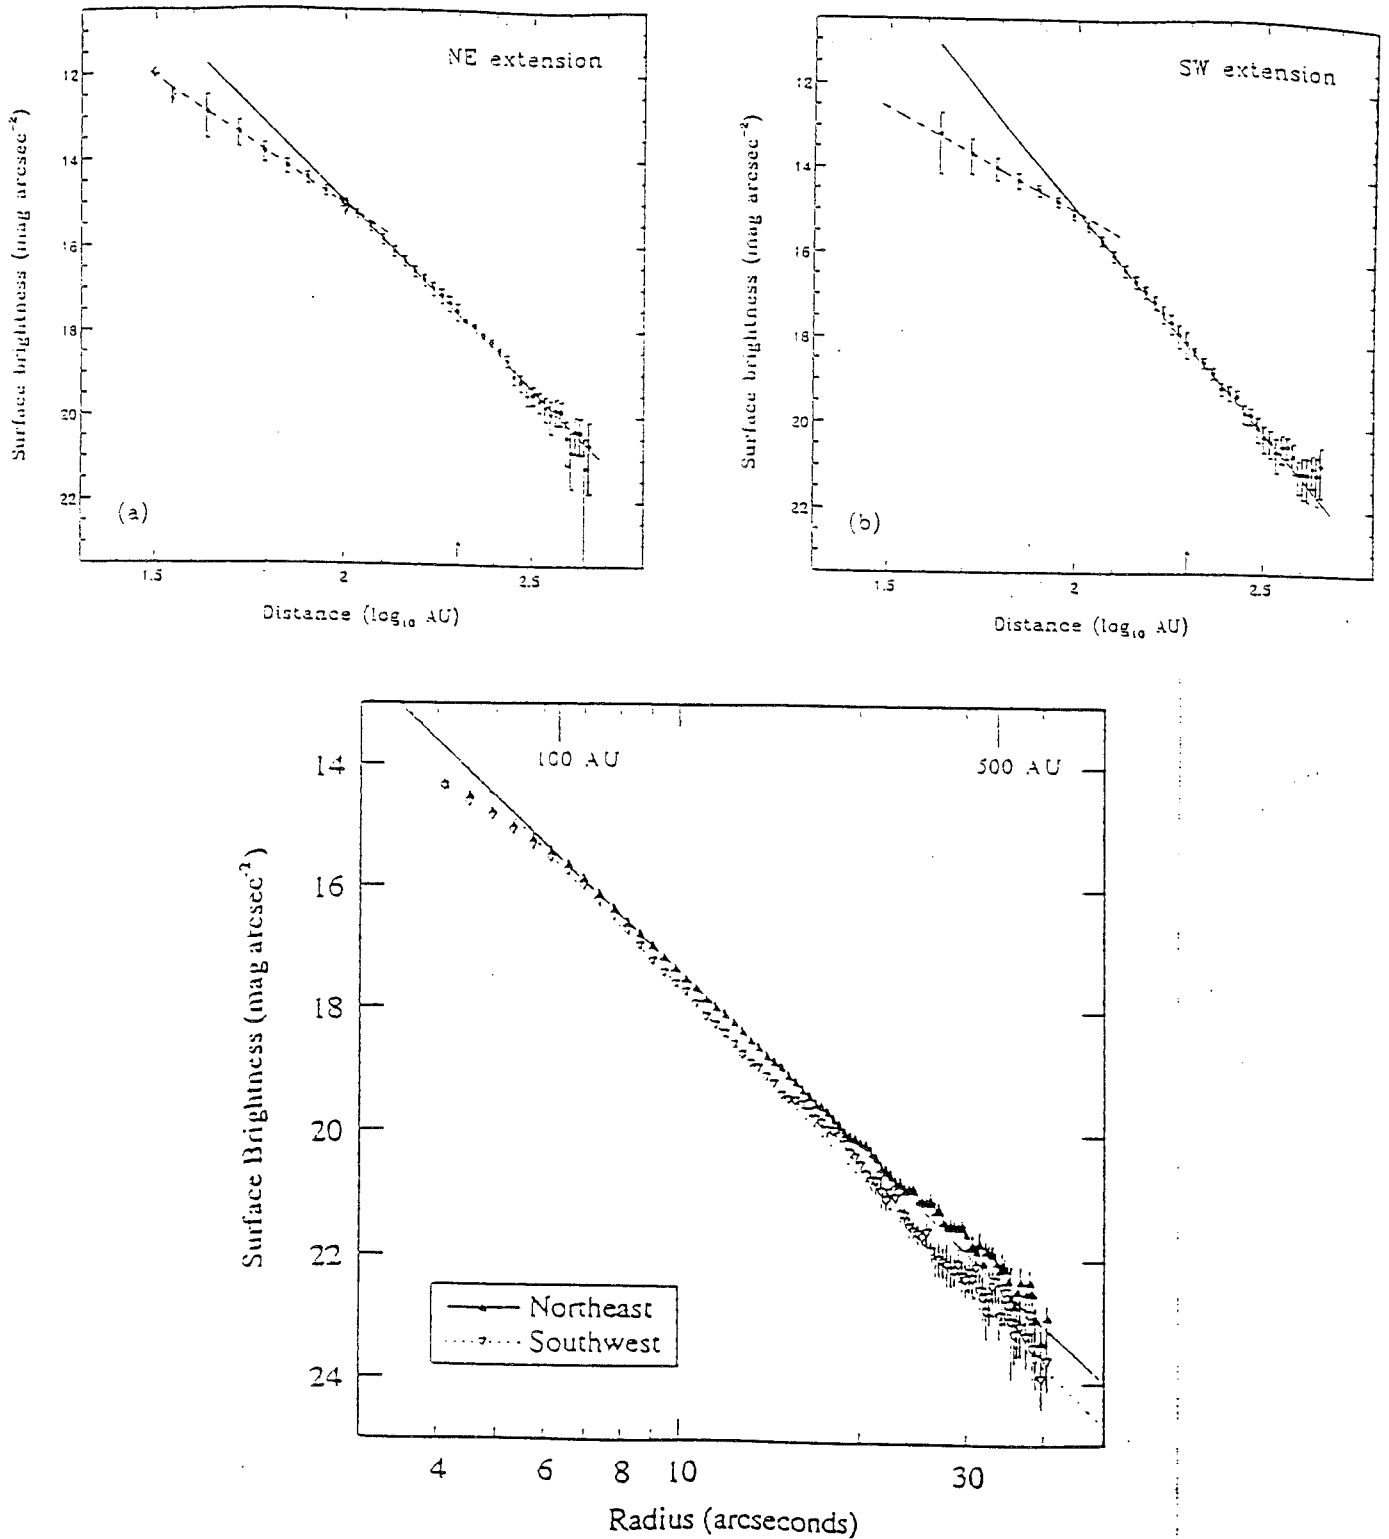 NE extension
Surface brightness (mag arcsec⁻²)
12
14
16
18
20
22
(a)
1.5
2
2.5
Distance (log₁₀ AU)
SW extension
Surface brightness (mag arcsec⁻²)
12
14
16
18
20
22
(b)
1.5
2
2.5
Distance (log₁₀ AU)
100 AU
500 AU
Surface Brightness (mag arcsec⁻²)
14
16
18
20
22
24
Northeast
Southwest
4
6
8
10
30
Radius (arcseconds)